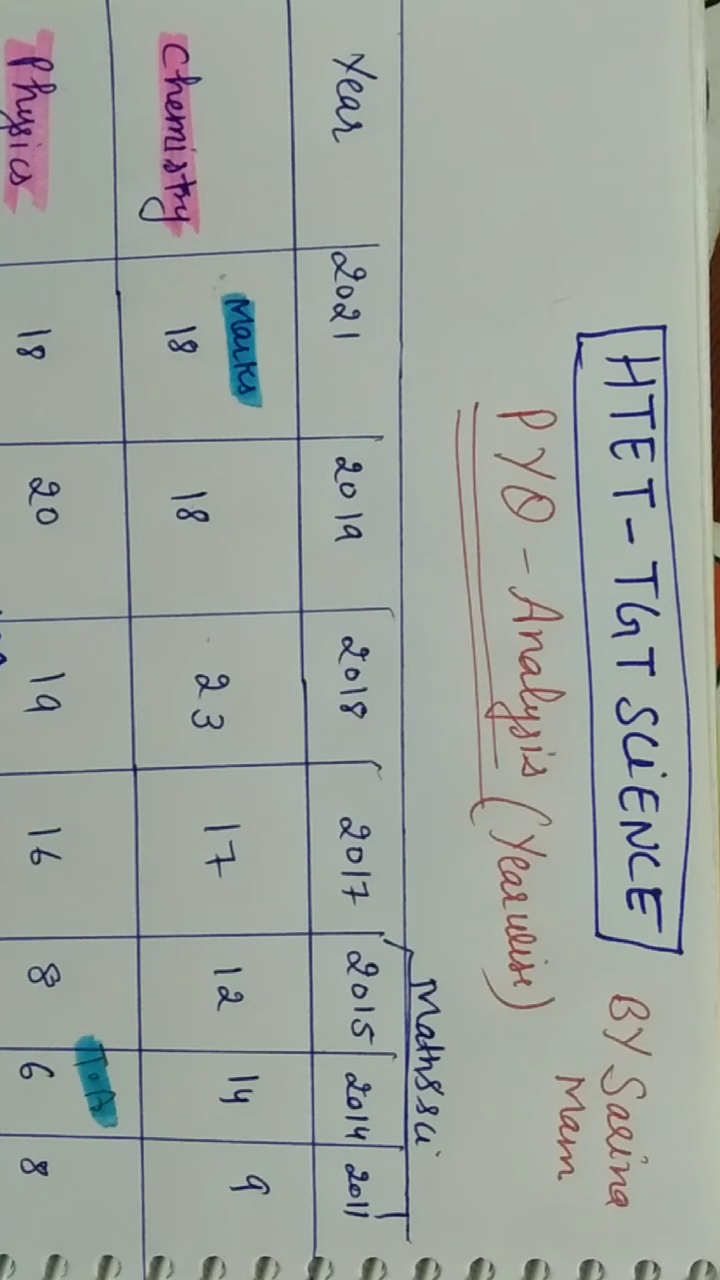 HTET-TGT SCiENCE BY Sarina Mam
PYQ - Analysis (Yearwise)
Maths sci
Year 2021 2019 2018 2017 2015 2014 2011
Marks
Chemistry 18 18 23 17 12 14 9
Physics 18 20 19 16 8 6 8